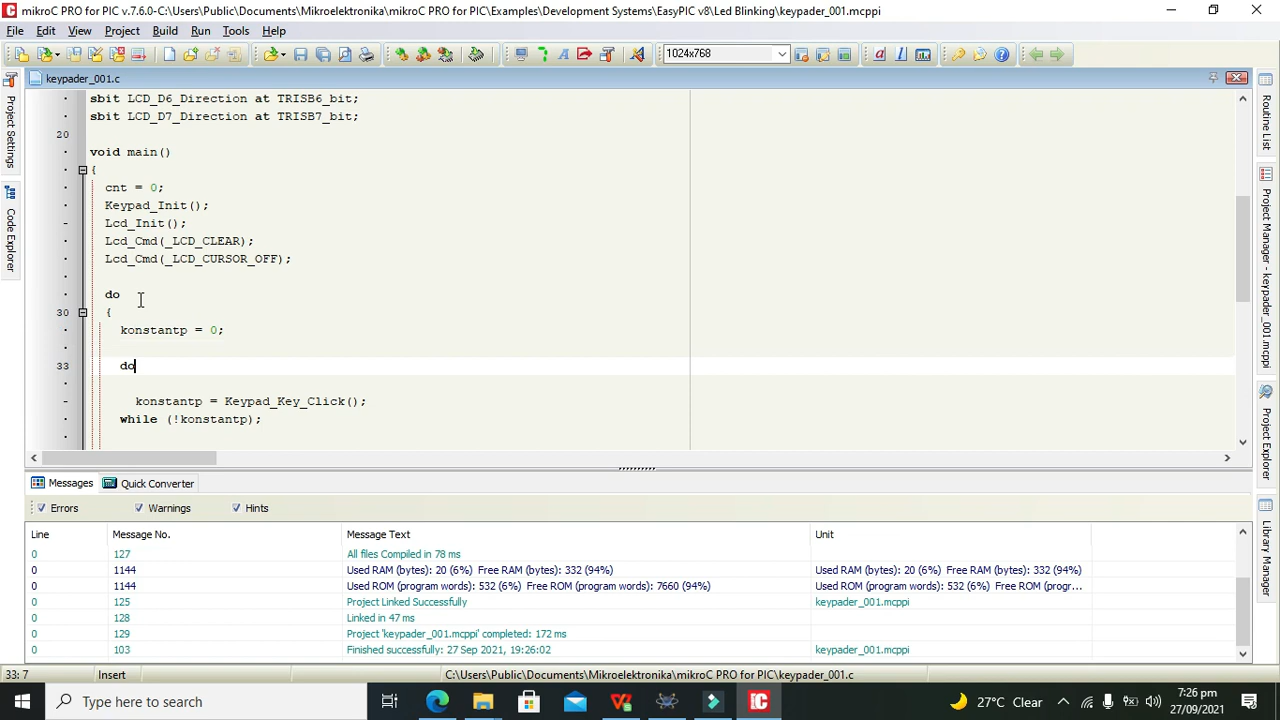 mikroC PRO for PIC v.7.6.0-C:\Users\Public\Documents\Mikroelektronika\mikroC PRO for PIC\Examples\Development Systems\EasyPIC v8\Led Blinking\keypader_001.mcppi
File Edit View Project Build Run Tools Help
1024x768
keypader_001.c
sbit LCD_D6_Direction at TRISB6_bit;
sbit LCD_D7_Direction at TRISB7_bit;
20
void main()
{
cnt = 0;
Keypad_Init();
Lcd_Init();
Lcd_Cmd(_LCD_CLEAR);
Lcd_Cmd(_LCD_CURSOR_OFF);
do
30 {
konstantp = 0;
33 do
konstantp = Keypad_Key_Click();
while (!konstantp);
Project Settings
Code Explorer
Routine List
Project Manager - keypader_001.mcppi
Project Explorer
Library Manager
Messages Quick Converter
Errors Warnings Hints
Line Message No. Message Text Unit
0 127 All files Compiled in 78 ms
0 1144 Used RAM (bytes): 20 (6%) Free RAM (bytes): 332 (94%) Used RAM (bytes): 20 (6%) Free RAM (bytes): 332 (94%)
0 1144 Used ROM (program words): 532 (6%) Free ROM (program words): 7660 (94%) Used ROM (program words): 532 (6%) Free ROM (progr...
0 125 Project Linked Successfully keypader_001.mcppi
0 128 Linked in 47 ms
0 129 Project 'keypader_001.mcppi' completed: 172 ms
0 103 Finished successfully: 27 Sep 2021, 19:26:02 keypader_001.mcppi
33: 7 Insert C:\Users\Public\Documents\Mikroelektronika\mikroC PRO for PIC\keypader_001.c
Type here to search
27°C Clear
7:26 pm
27/09/2021